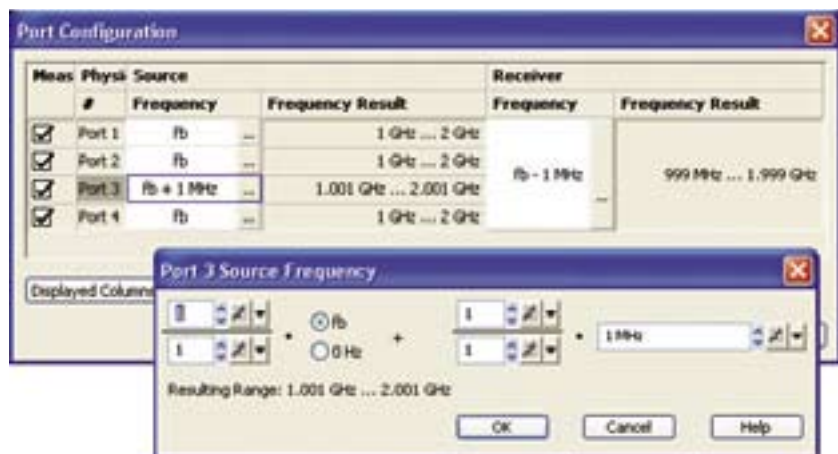 Port Configuration
Meas Physi Source Receiver
# Frequency Frequency Result Frequency Frequency Result
Port 1 fb ... 1 GHz .... 2 GHz
Port 2 fb ... 1 GHz .... 2 GHz
fb - 1 MHz ... 999 MHz .... 1.999 GHz
Port 3 fb + 1 MHz ... 1.001 GHz .... 2.001 GHz
Port 4 fb ... 1 GHz .... 2 GHz
Displayed Columns
Port 3 Source Frequency
1 fb + 1 1 MHz
1 0 Hz 1
Resulting Range: 1.001 GHz .... 2.001 GHz
OK Cancel Help